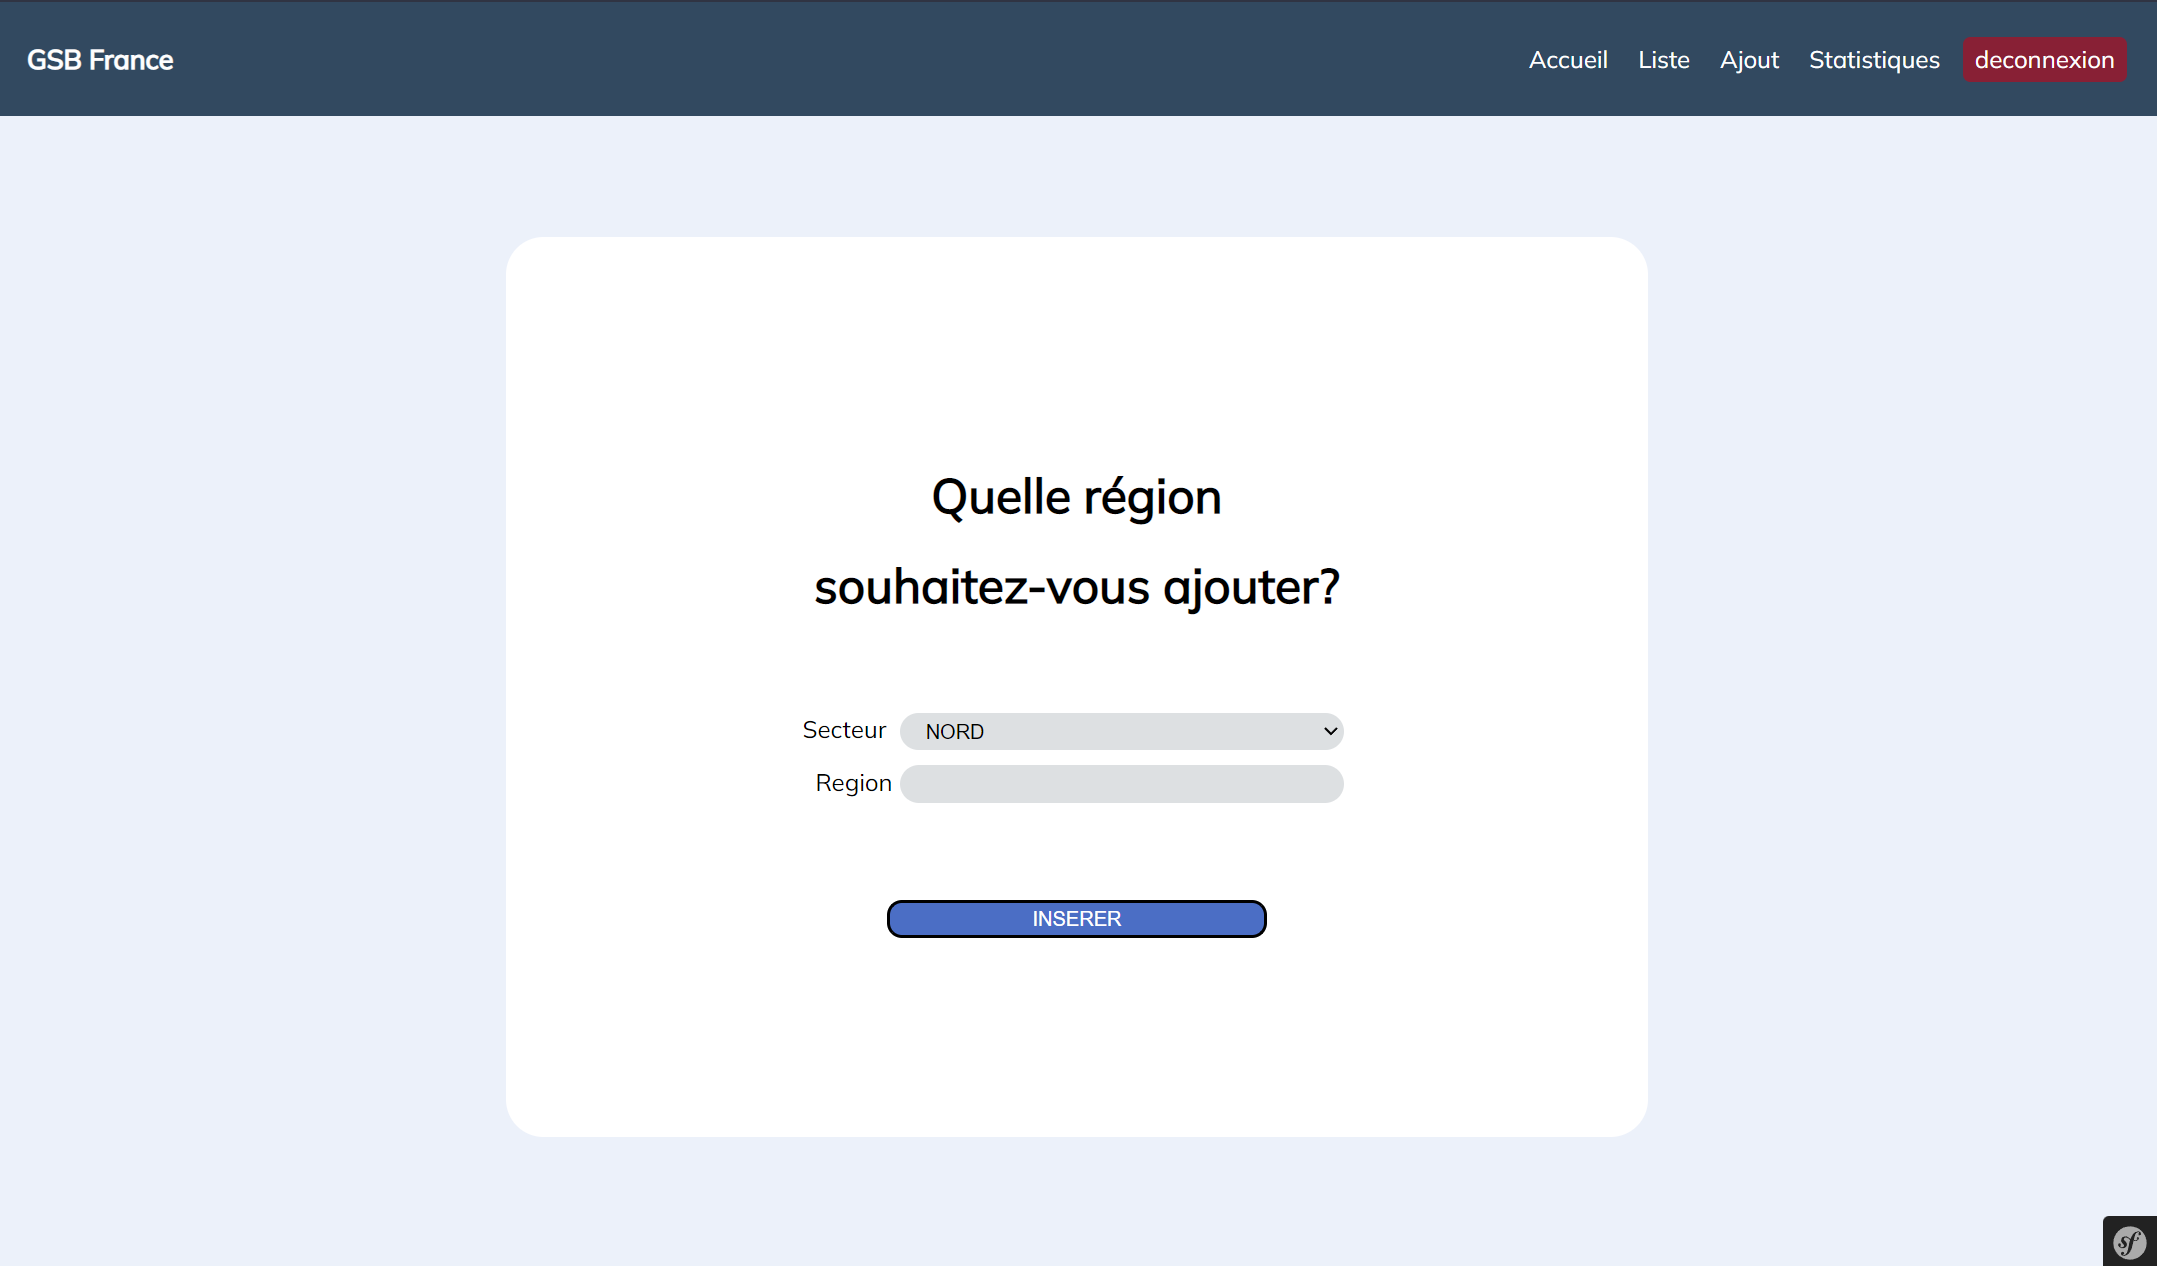 GSB France
Accueil Liste Ajout Statistiques deconnexion
Quelle région
souhaitez-vous ajouter?
Secteur NORD
Region
INSERER
sf